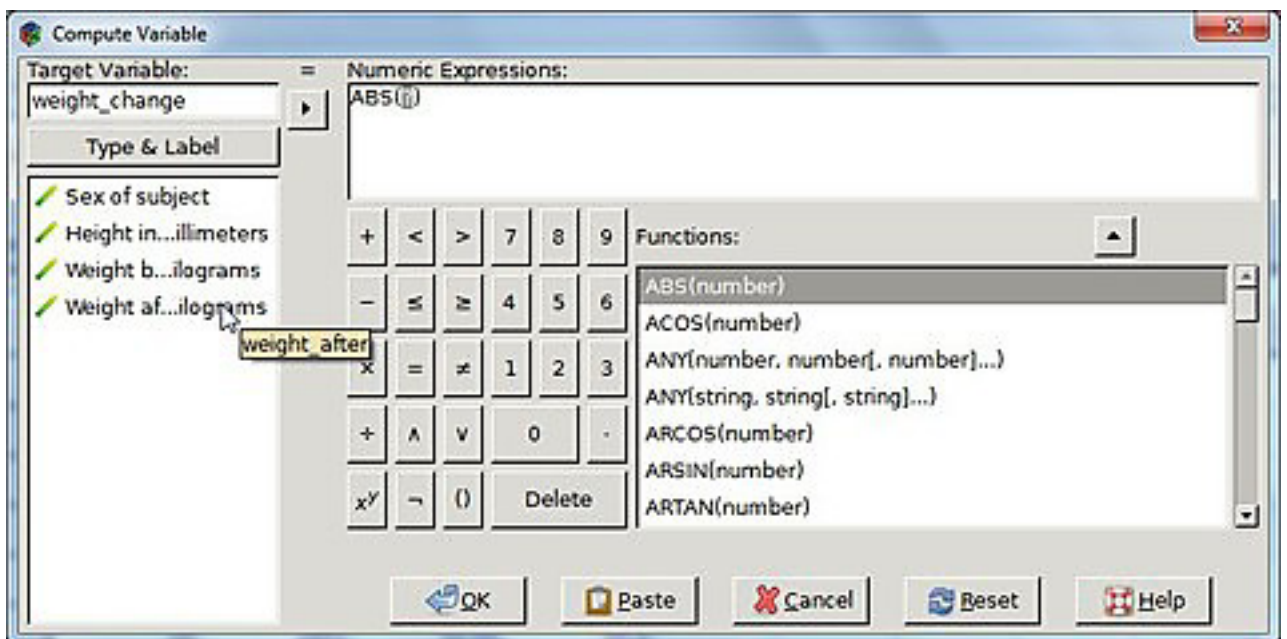 Compute Variable
Target Variable:
=
Numeric Expressions:
weight_change
ABS(▯)
Type & Label
Sex of subject
Height in...illimeters
Weight b...ilograms
Weight af...ilograms
weight_after
+ < > 7 8 9
− ≤ ≥ 4 5 6
× = ≠ 1 2 3
÷ ∧ ∨ 0 ·
xʸ ¬ () Delete
Functions:
ABS(number)
ACOS(number)
ANY(number, number[, number]...)
ANY(string, string[, string]...)
ARCOS(number)
ARSIN(number)
ARTAN(number)
OK Paste Cancel Reset Help